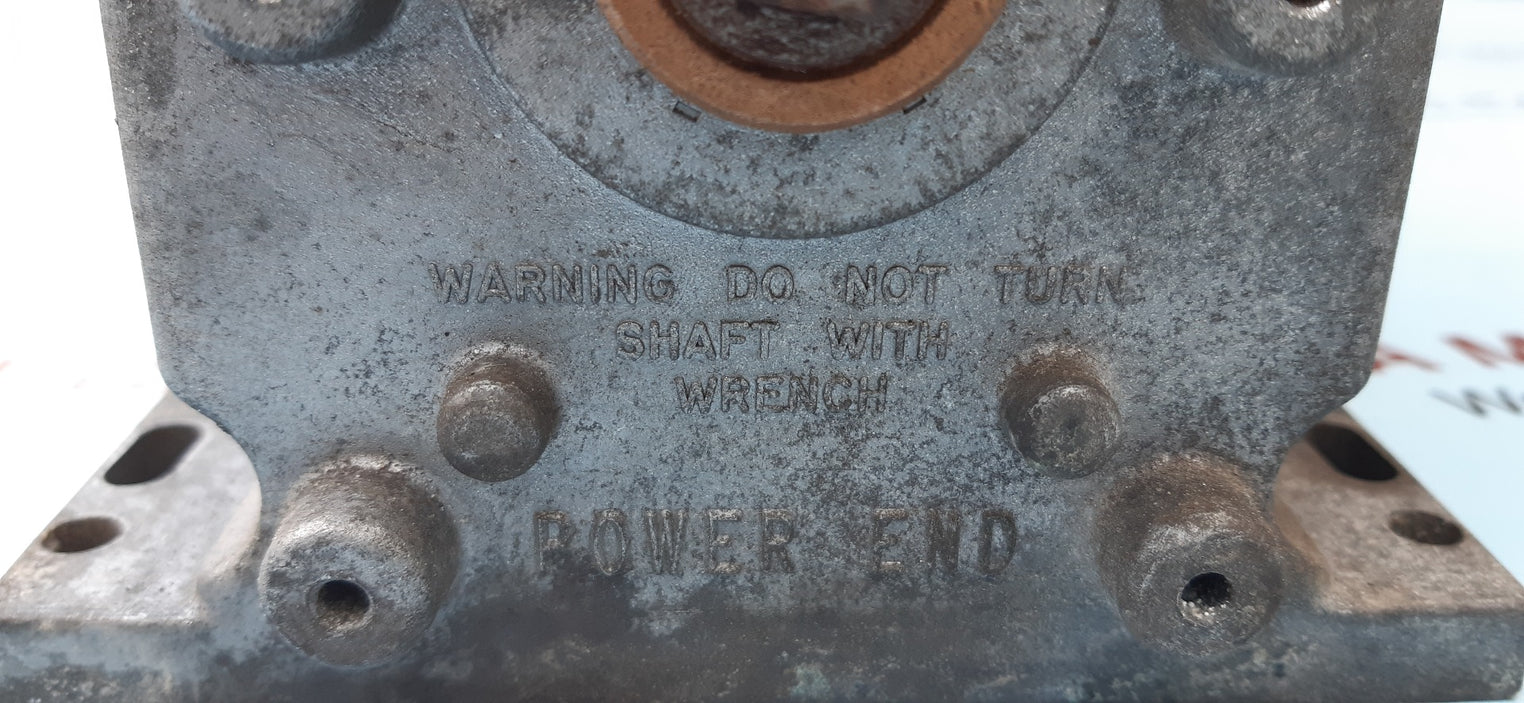 WARNING DO NOT TURN
SHAFT WITH
WRENCH
POWER END